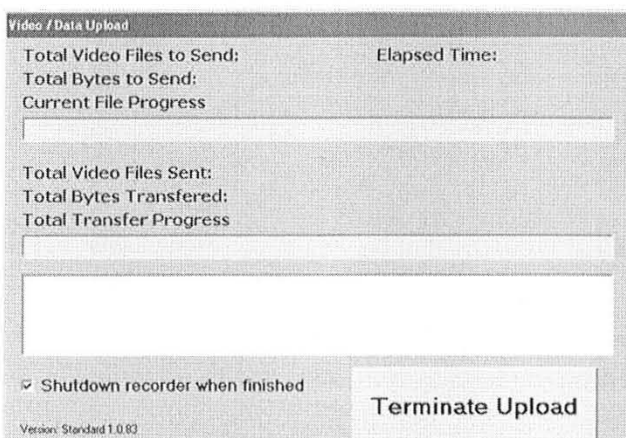 Video / Data Upload
Total Video Files to Send: Elapsed Time:
Total Bytes to Send:
Current File Progress
Total Video Files Sent:
Total Bytes Transfered:
Total Transfer Progress
Shutdown recorder when finished
Terminate Upload
Version: Standard 1.0.83